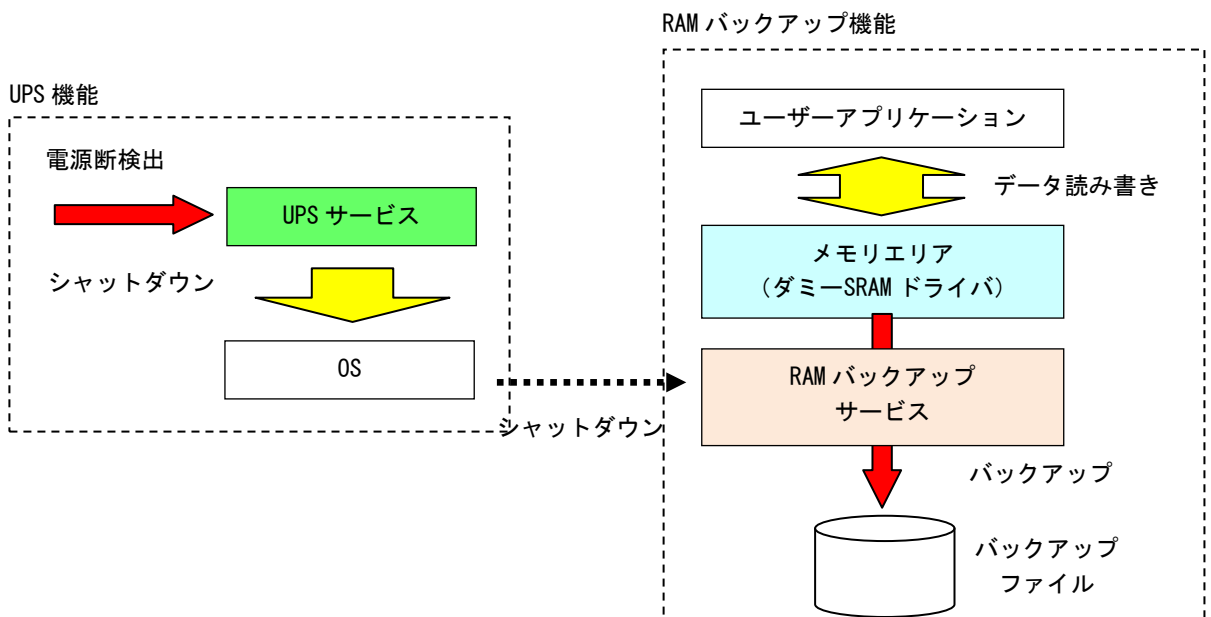 RAM バックアップ機能
UPS 機能
電源断検出
UPS サービス
シャットダウン
OS
シャットダウン
ユーザーアプリケーション
データ読み書き
メモリエリア
（ダミーSRAM ドライバ）
RAM バックアップ
サービス
バックアップ
バックアップ
ファイル